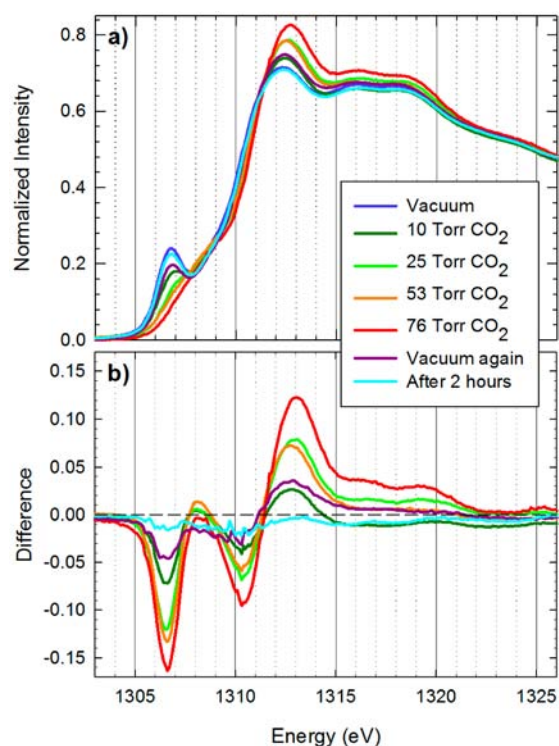 a)
0.8
0.6
0.4
0.2
0.0
Normalized Intensity
Vacuum
10 Torr CO2
25 Torr CO2
53 Torr CO2
76 Torr CO2
Vacuum again
After 2 hours
b)
0.15
0.10
0.05
0.00
-0.05
-0.10
-0.15
Difference
1305 1310 1315 1320 1325
Energy (eV)